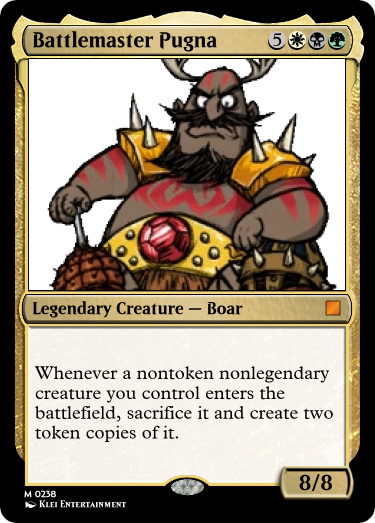 Battlemaster Pugna 5
Legendary Creature — Boar
Whenever a nontoken nonlegendary
creature you control enters the
battlefield, sacrifice it and create two
token copies of it.
8/8
M 0238
Klei Entertainment